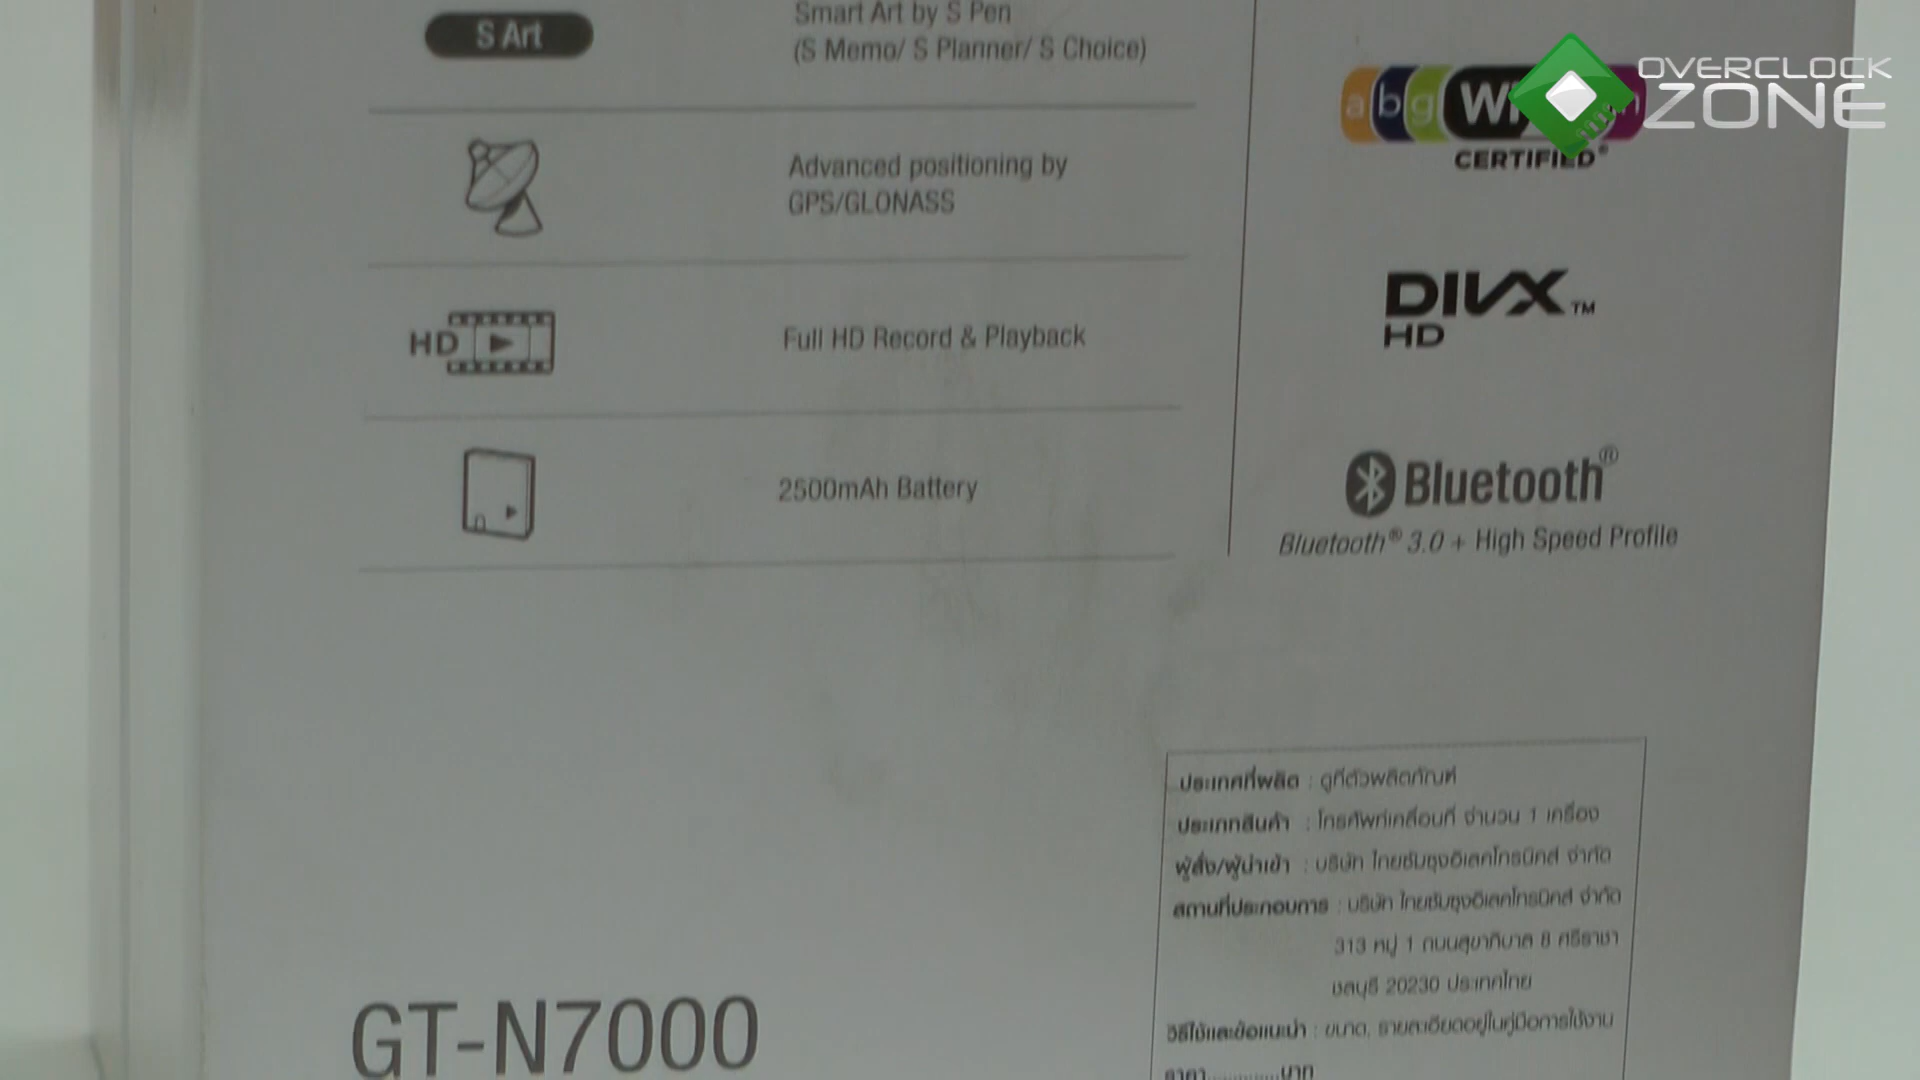 S Art
Smart Art by S Pen
(S Memo/ S Planner/ S Choice)
Advanced positioning by
GPS/GLONASS
HD
Full HD Record & Playback
2500mAh Battery
a b g Wi n
CERTIFIED®
OVERCLOCK
ZONE
DIVX™
HD
Bluetooth®
Bluetooth® 3.0 + High Speed Profile
ประเทศที่ผลิต : ดูที่ตัวผลิตภัณฑ์
ประเภทสินค้า : โทรศัพท์เคลื่อนที่ จำนวน 1 เครื่อง
ผู้สั่ง/ผู้นำเข้า : บริษัท ไทยซัมซุงอิเลคโทรนิคส์ จำกัด
สถานที่ประกอบการ : บริษัท ไทยซัมซุงอิเลคโทรนิคส์ จำกัด
313 หมู่ 1 ถนนสุขาภิบาล 8 ศรีราชา
ชลบุรี 20230 ประเทศไทย
วิธีใช้และข้อแนะนำ : ขนาด, รายละเอียดอยู่ในคู่มือการใช้งาน
ราคา..............บาท
GT-N7000